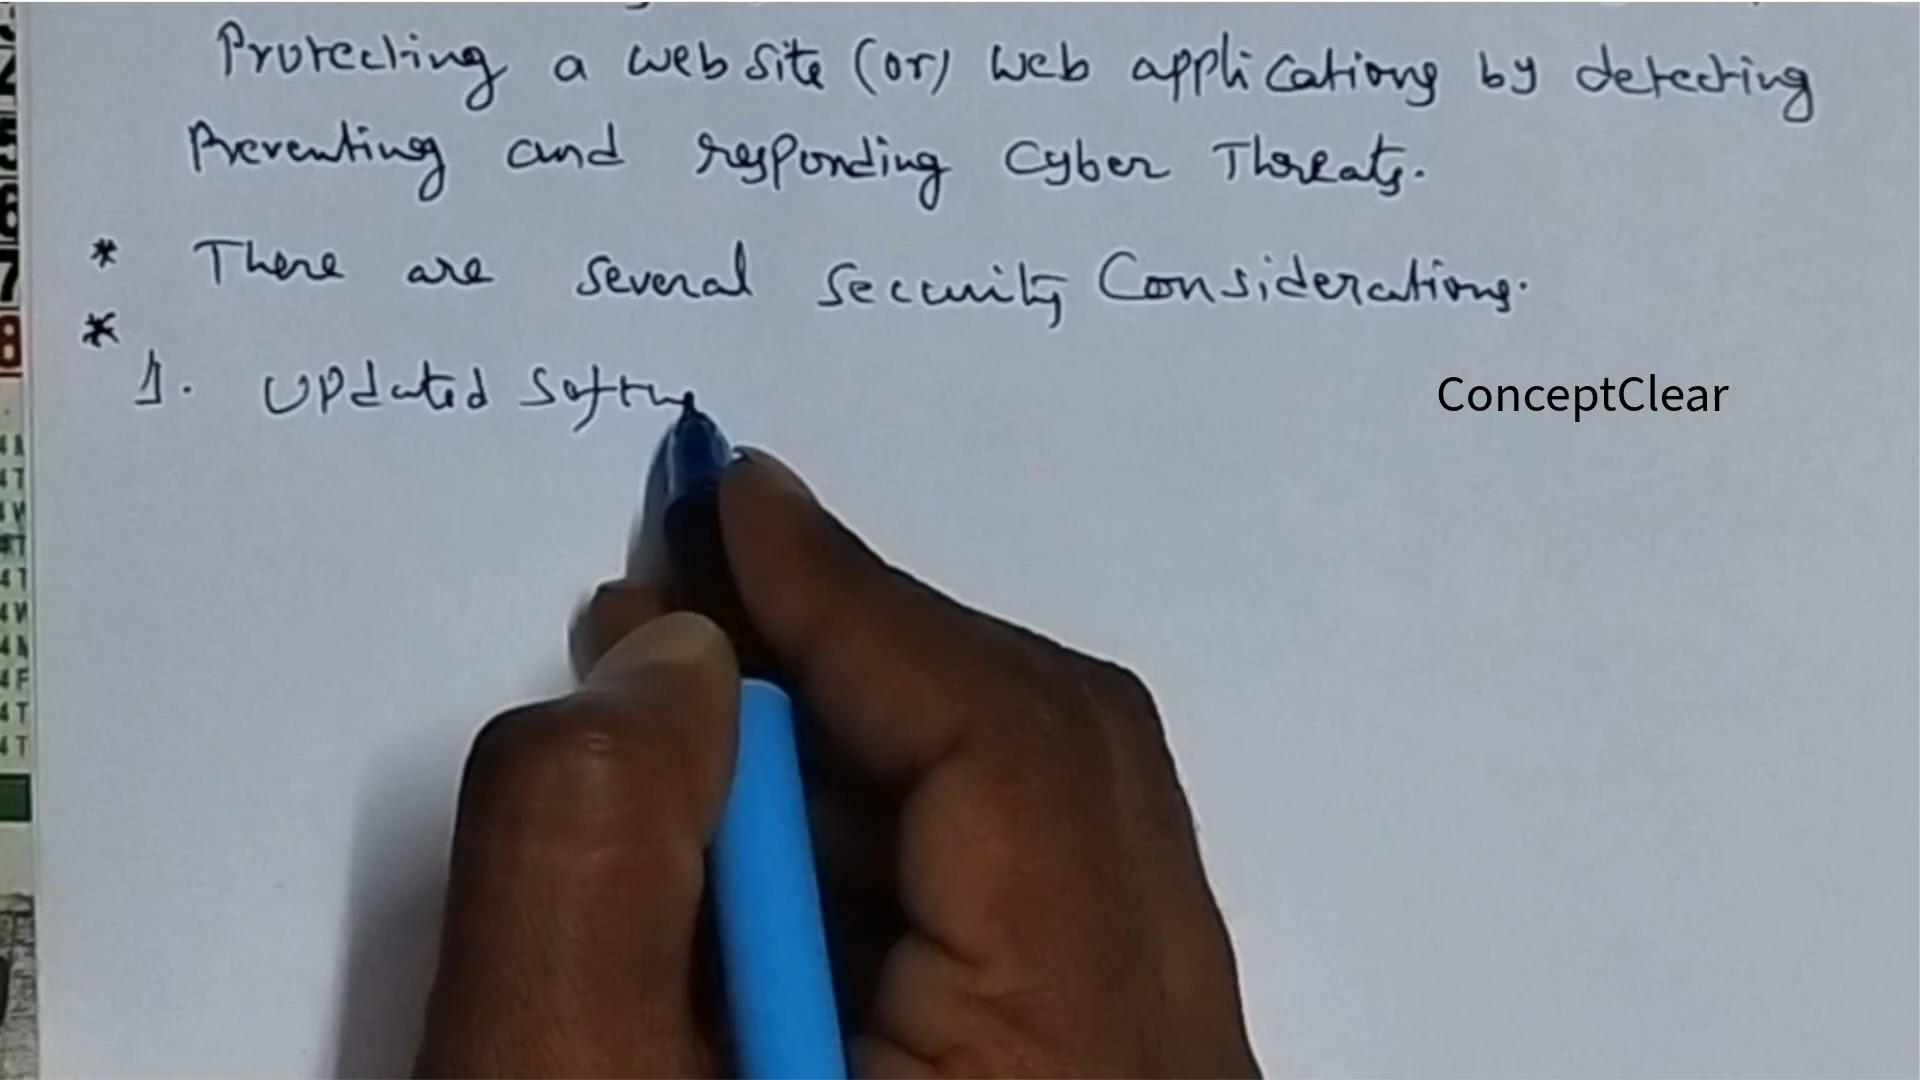 Protecting a web site (or) web applications by detecting
Preventing and responding Cyber Threats.
* There are several Security Considerations.
*
1. Updated Softw
ConceptClear